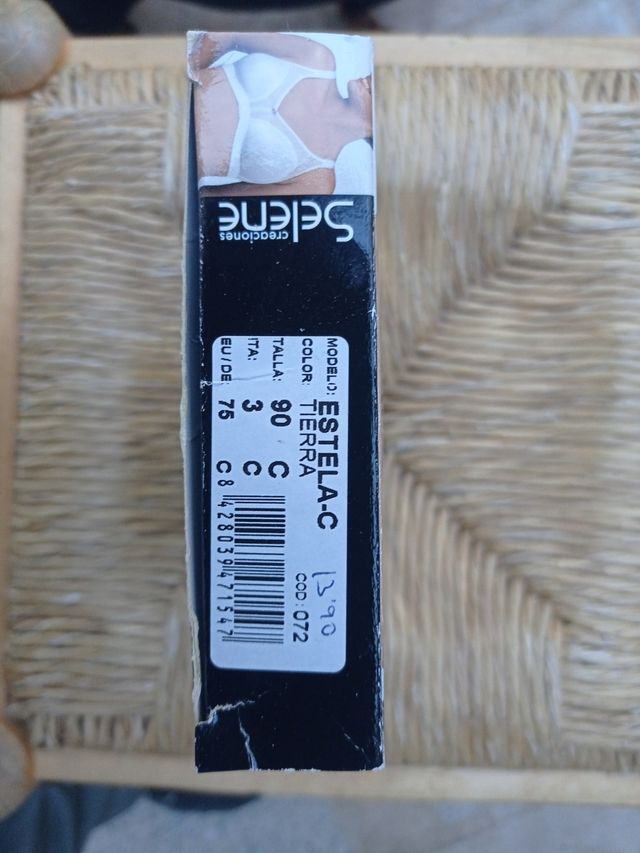 Selene
creaciones
MODELO: ESTELA-C
COLOR: TIERRA
TALLA: 90 C
ITA: 3 C
EU/DE: 75 C
13'90
COD: 072
8 428039 471547